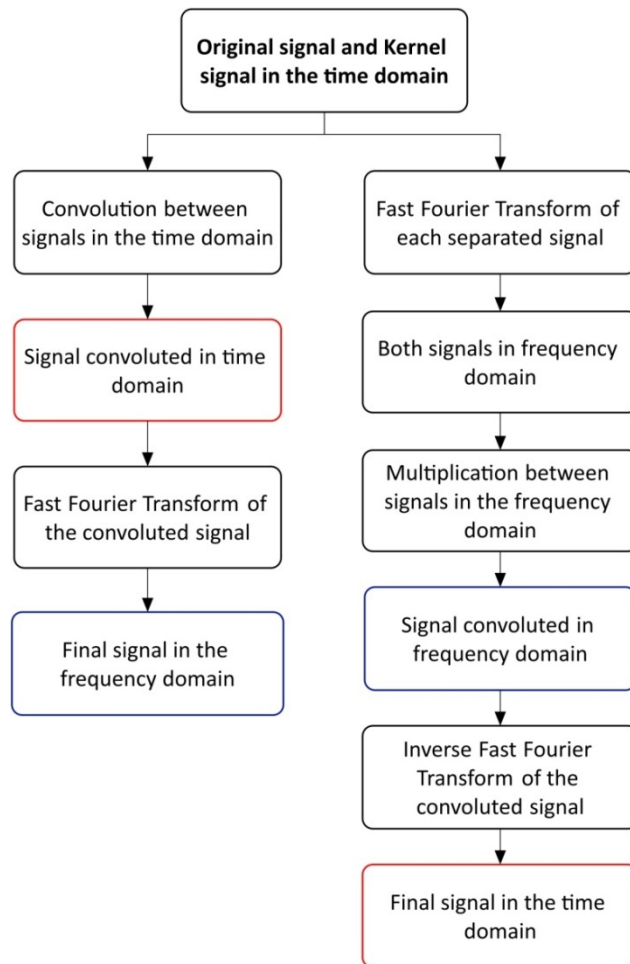 Original signal and Kernel
signal in the time domain
Convolution between
signals in the time domain
Signal convoluted in time
domain
Fast Fourier Transform of
the convoluted signal
Final signal in the
frequency domain
Fast Fourier Transform of
each separated signal
Both signals in frequency
domain
Multiplication between
signals in the frequency
domain
Signal convoluted in
frequency domain
Inverse Fast Fourier
Transform of the
convoluted signal
Final signal in the time
domain